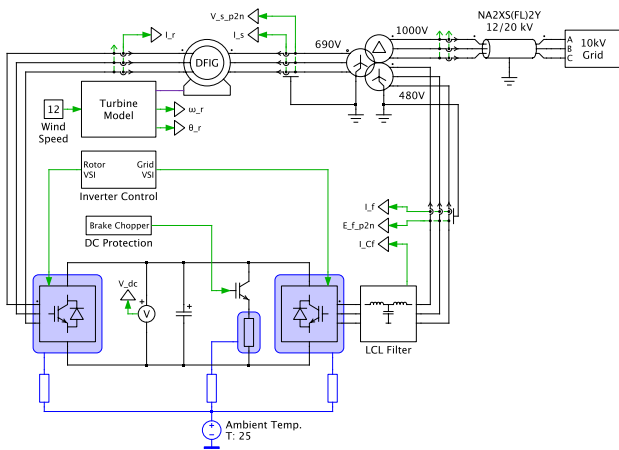 V_s_p2n
I_r
I_s
690V
1000V
NA2XS(FL)2Y
12/20 kV
A
B
C
10kV
Grid
DFIG
480V
12
Wind
Speed
Turbine
Model
ω_r
θ_r
Rotor
VSI
Grid
VSI
Inverter Control
I_f
E_f_p2n
I_Cf
Brake Chopper
DC Protection
V_dc
V
LCL Filter
Ambient Temp.
T: 25